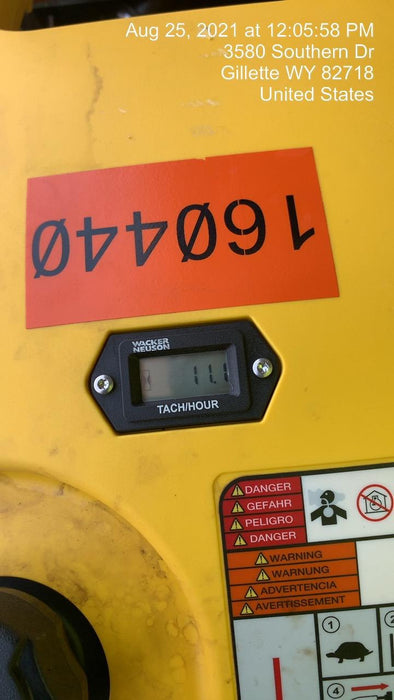 Aug 25, 2021 at 12:05:58 PM
3580 Southern Dr
Gillette WY 82718
United States
160440
WACKER
NEUSON
11.1
TACH/HOUR
DANGER
GEFAHR
PELIGRO
DANGER
WARNING
WARNUNG
ADVERTENCIA
AVERTISSEMENT
1
2
4